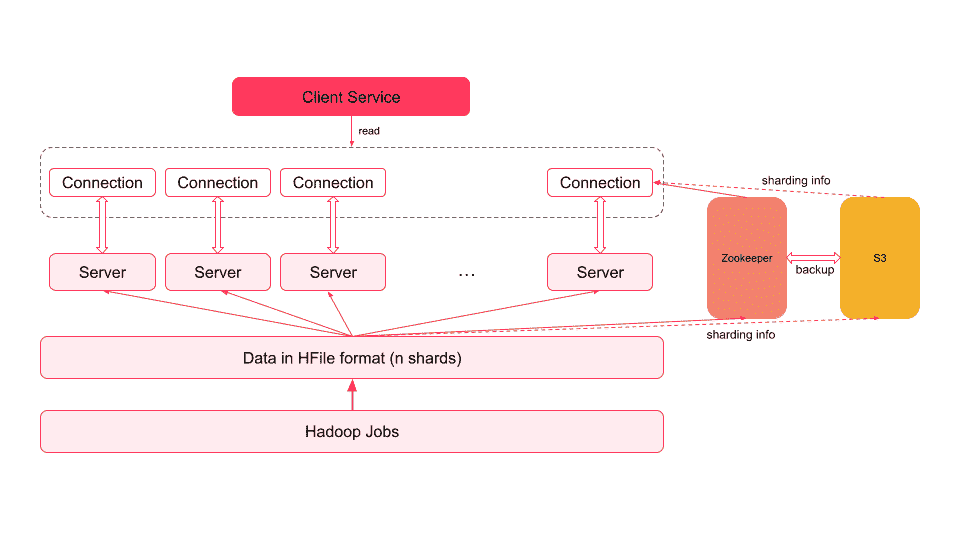 Client Service
read
Connection
Connection
Connection
Connection
sharding info
Server
Server
Server
...
Server
Zookeeper
backup
S3
sharding info
Data in HFile format (n shards)
Hadoop Jobs